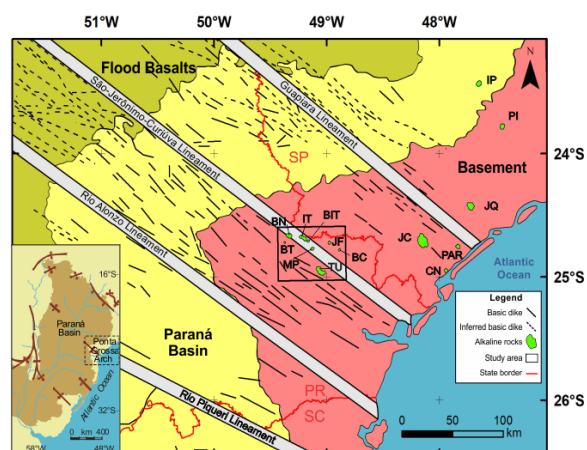 51°W
50°W
49°W
48°W
Flood Basalts
São-Jerônimo-Curiúva Lineament
Guapiara Lineament
N
IP
PI
24°S
SP
Basement
Rio Alonzo Lineament
BN
IT
BIT
JQ
JC
JF
PAR
BT
BC
CN
MP
TU
Atlantic
Ocean
25°S
16°S
Paraná
Basin
Ponta
Grossa
Arch
Atlantic Ocean
32°S
0 km 400
56°W
48°W
Paraná
Basin
Legend
Basic dike
Inferred basic dike
Alkaline rocks
Study area
State border
PR
SC
26°S
Rio Piqueri Lineament
0
50
100
km